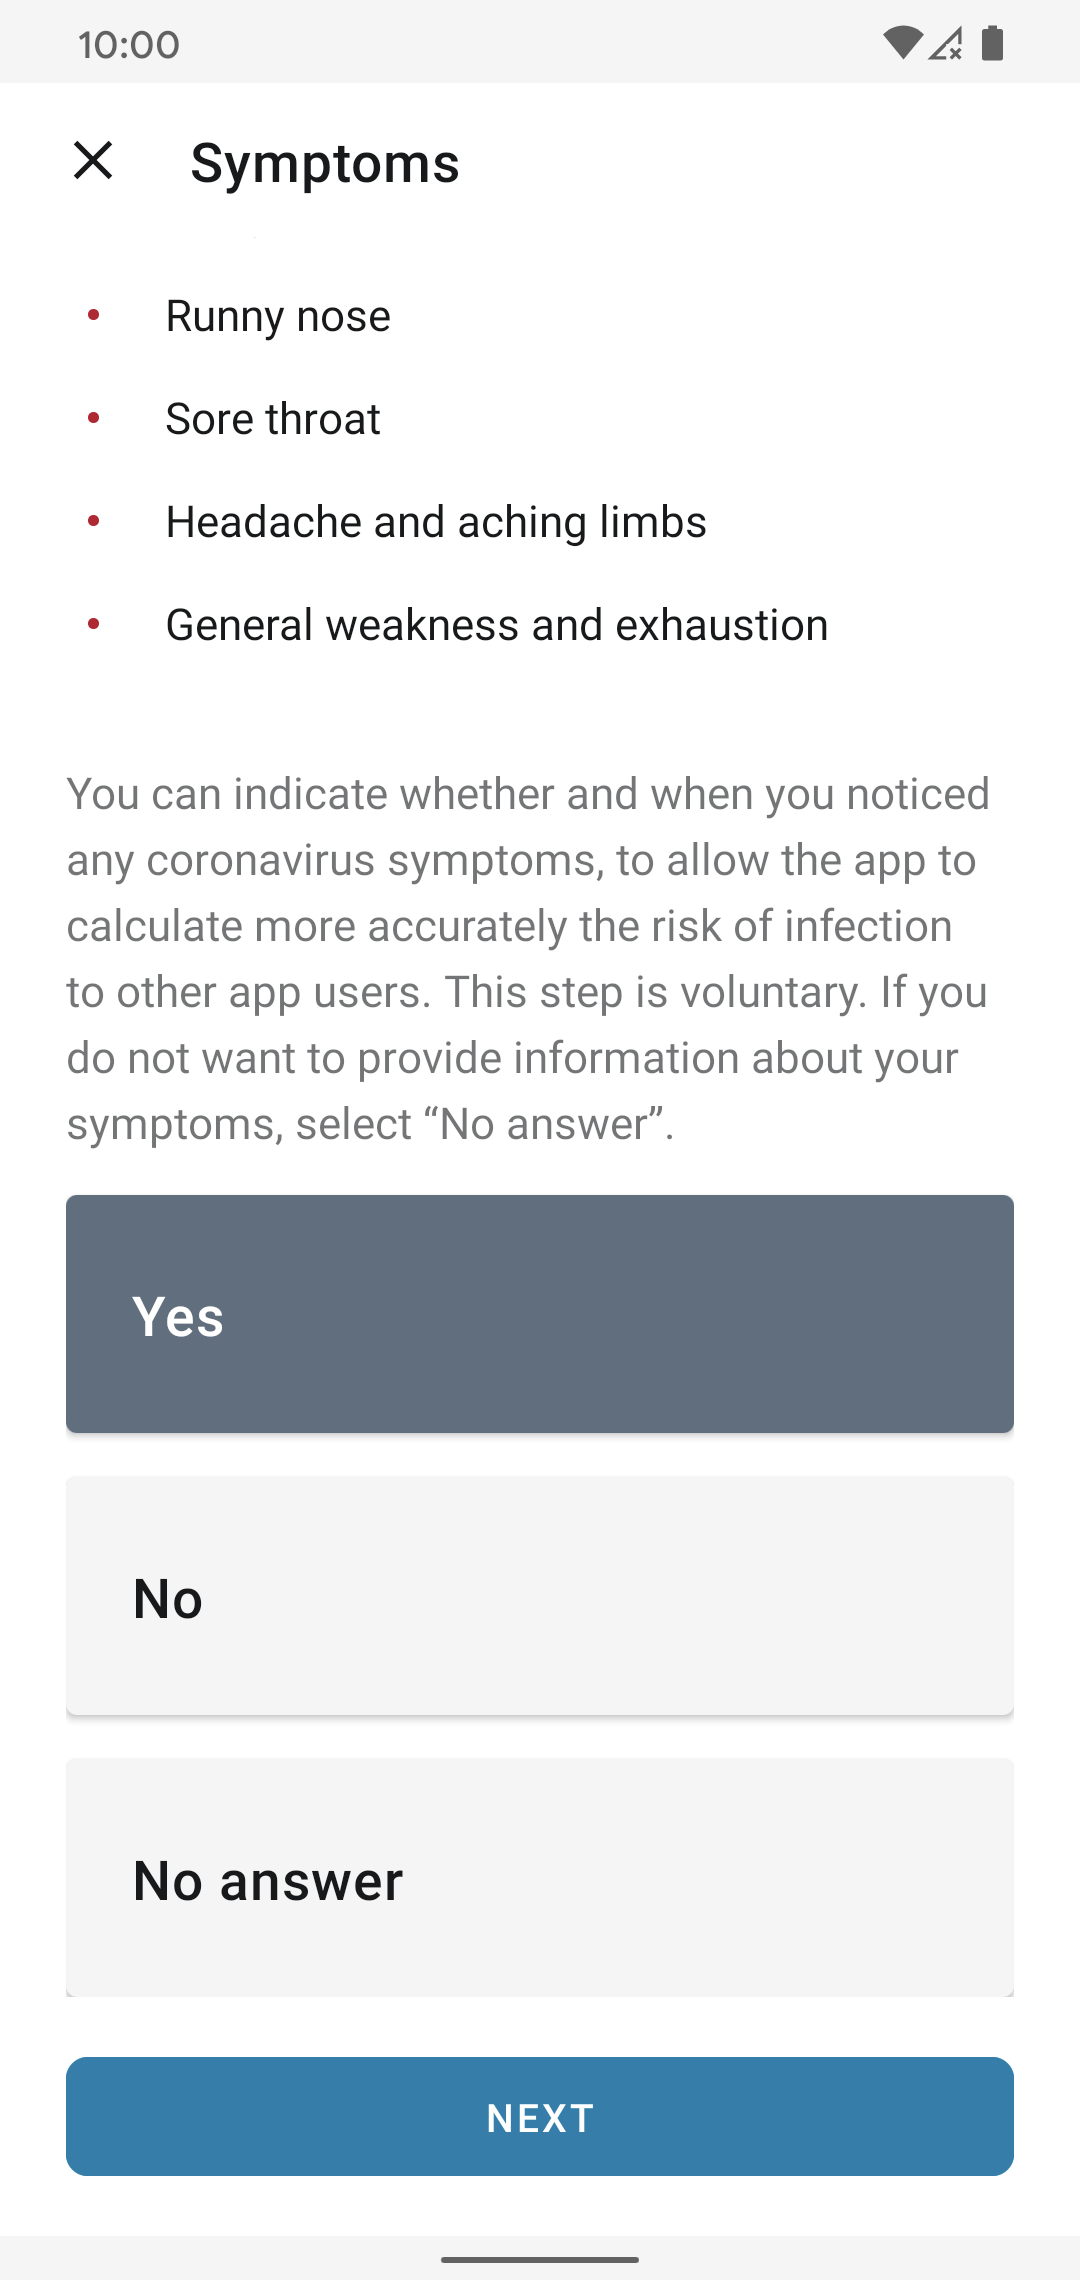 10:00
Symptoms
Runny nose
Sore throat
Headache and aching limbs
General weakness and exhaustion
You can indicate whether and when you noticed
any coronavirus symptoms, to allow the app to
calculate more accurately the risk of infection
to other app users. This step is voluntary. If you
do not want to provide information about your
symptoms, select “No answer”.
Yes
No
No answer
NEXT